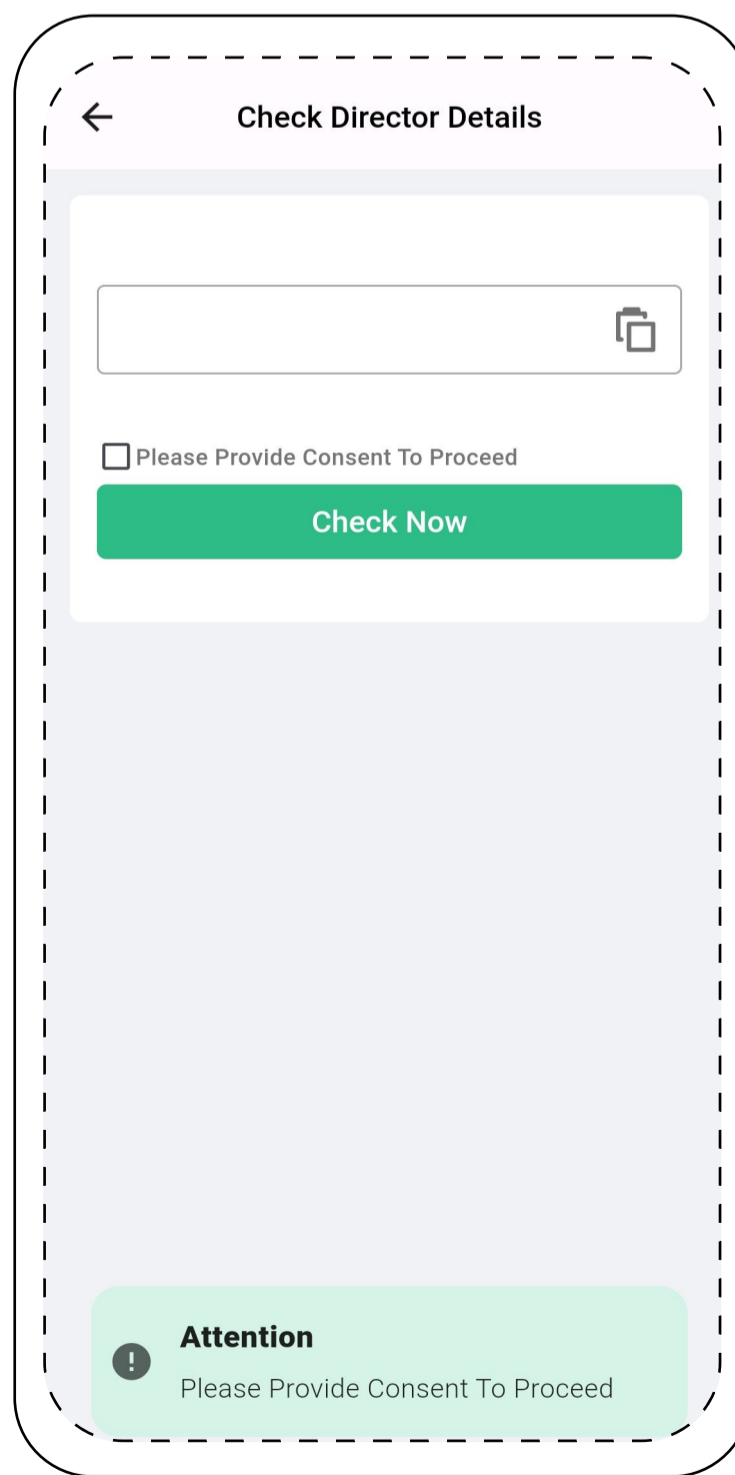 Check Director Details
Please Provide Consent To Proceed
Check Now
Attention
Please Provide Consent To Proceed